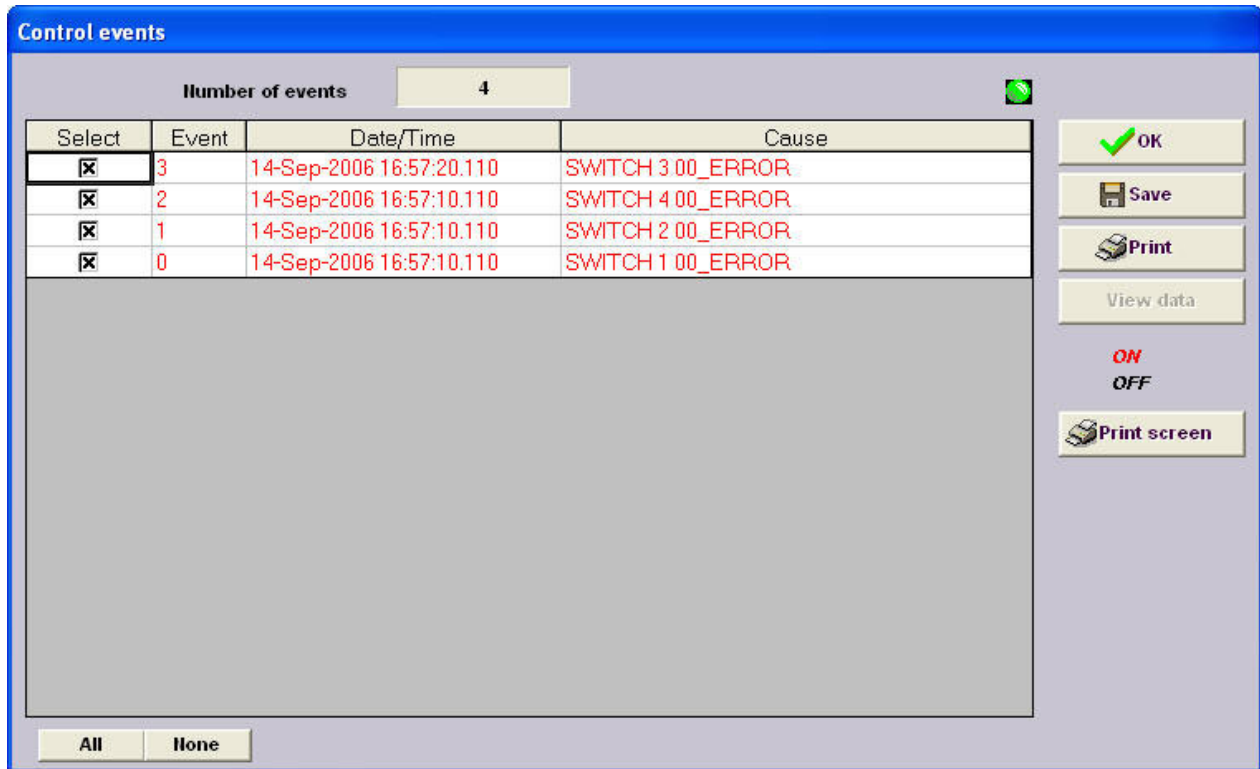 Control events
Number of events 4
Select Event Date/Time Cause
3 14-Sep-2006 16:57:20.110 SWITCH 3 00_ERROR
2 14-Sep-2006 16:57:10.110 SWITCH 4 00_ERROR
1 14-Sep-2006 16:57:10.110 SWITCH 2 00_ERROR
0 14-Sep-2006 16:57:10.110 SWITCH 1 00_ERROR
OK
Save
Print
View data
ON
OFF
Print screen
All None